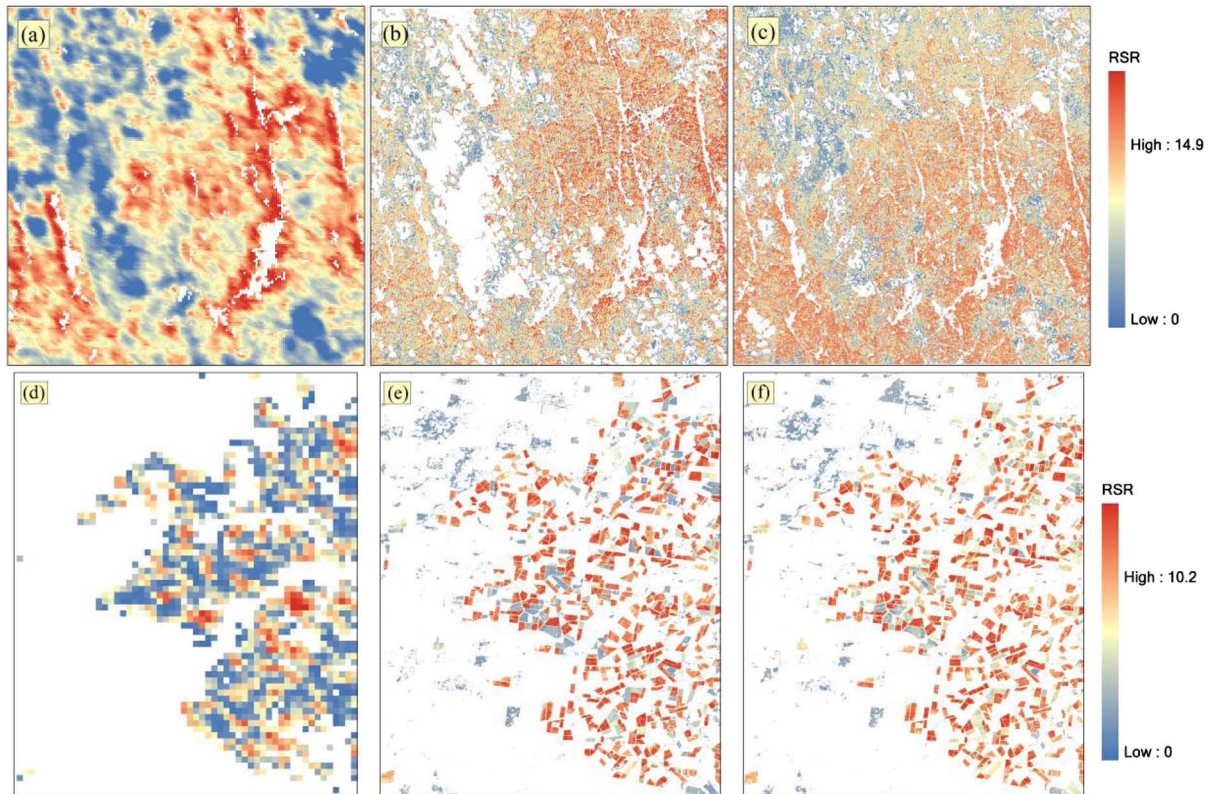 (a)
(b)
(c)
RSR
High : 14.9
Low : 0
(d)
(e)
(f)
RSR
High : 10.2
Low : 0